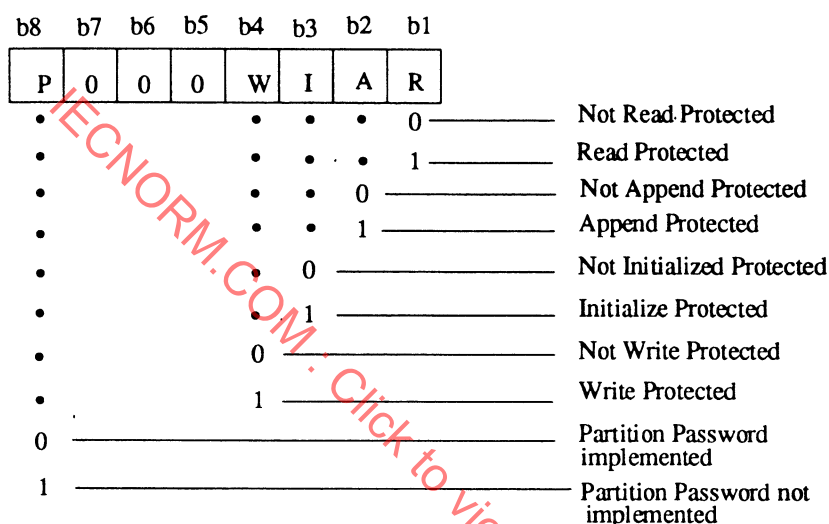 b8 b7 b6 b5 b4 b3 b2 b1
P 0 0 0 W I A R
• • • • 0 Not Read Protected
• • • • 1 Read Protected
• • • 0 Not Append Protected
• • • 1 Append Protected
• • 0 Not Initialized Protected
• • 1 Initialize Protected
• 0 Not Write Protected
• 1 Write Protected
0 Partition Password
implemented
1 Partition Password not
implemented
IECNORM.COM : Click to